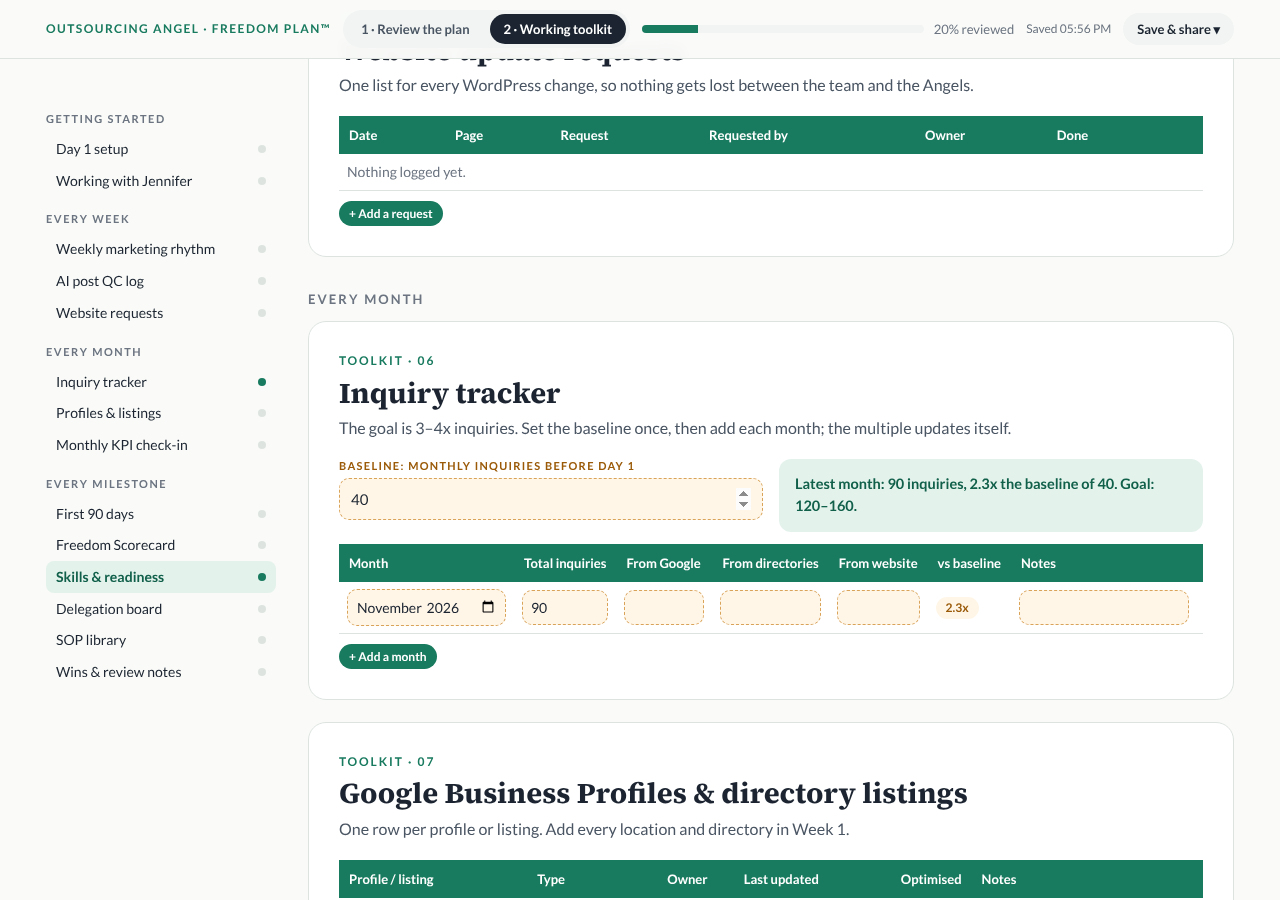 OUTSOURCING ANGEL · FREEDOM PLAN™
1 · Review the plan
2 · Working toolkit
20% reviewed
Saved 05:56 PM
Save & share ▾
GETTING STARTED
Day 1 setup
Working with Jennifer
EVERY WEEK
Weekly marketing rhythm
AI post QC log
Website requests
EVERY MONTH
Inquiry tracker
Profiles & listings
Monthly KPI check-in
EVERY MILESTONE
First 90 days
Freedom Scorecard
Skills & readiness
Delegation board
SOP library
Wins & review notes
Website update requests
One list for every WordPress change, so nothing gets lost between the team and the Angels.
Date Page Request Requested by Owner Done
Nothing logged yet.
+ Add a request
EVERY MONTH
TOOLKIT · 06
Inquiry tracker
The goal is 3–4x inquiries. Set the baseline once, then add each month; the multiple updates itself.
BASELINE: MONTHLY INQUIRIES BEFORE DAY 1
40
Latest month: 90 inquiries, 2.3x the baseline of 40. Goal:
120–160.
Month Total inquiries From Google From directories From website vs baseline Notes
November 2026 90 2.3x
+ Add a month
TOOLKIT · 07
Google Business Profiles & directory listings
One row per profile or listing. Add every location and directory in Week 1.
Profile / listing Type Owner Last updated Optimised Notes